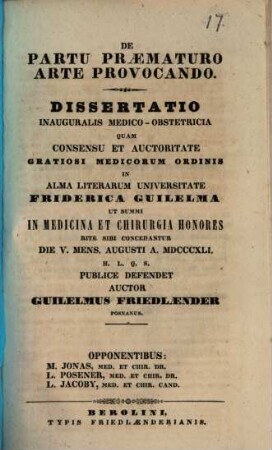 17.
DE
PARTU PRÆMATURO
ARTE PROVOCANDO.
DISSERTATIO
INAUGURALIS MEDICO-OBSTETRICIA
QUAM
CONSENSU ET AUCTORITATE
GRATIOSI MEDICORUM ORDINIS
IN
ALMA LITERARUM UNIVERSITATE
FRIDERICA GUILELMA
UT SUMMI
IN MEDICINA ET CHIRURGIA HONORES
RITE SIBI CONCEDANTUR
DIE V. MENS. AUGUSTI A. MDCCCXLI.
H. L. Q. S.
PUBLICE DEFENDET
AUCTOR
GUILELMUS FRIEDLÆNDER
POSNANUS.
OPPONENTIBUS:
M. JONAS, MED. ET CHIR. DR.
L. POSENER, MED. ET CHIR. DR.
L. JACOBY, MED. ET CHIR. CAND.
BEROLINI,
TYPIS FRIEDLÆNDERIANIS.